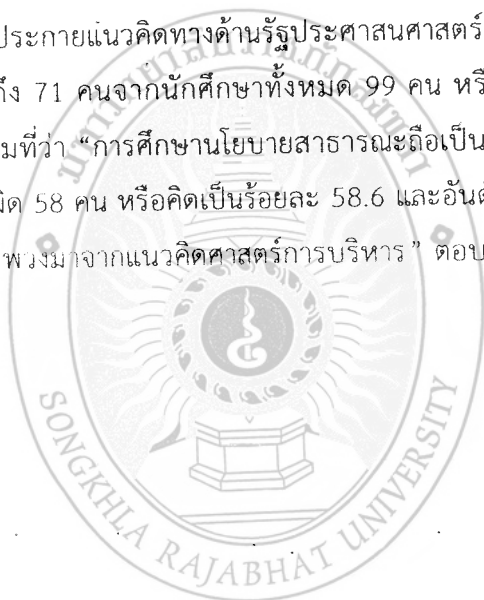 ประกายแนวคิดทางด้านรัฐประศาสนศาสตร์
ถึง 71 คนจากนักศึกษาทั้งหมด 99 คน หรื
มที่ว่า “การศึกษานโยบายสาธารณะถือเป็น
ผิด 58 คน หรือคิดเป็นร้อยละ 58.6 และอันดั
พวงมาจากแนวคิดศาสตร์การบริหาร” ตอบ
SONGKHLA RAJABHAT UNIVERSITY